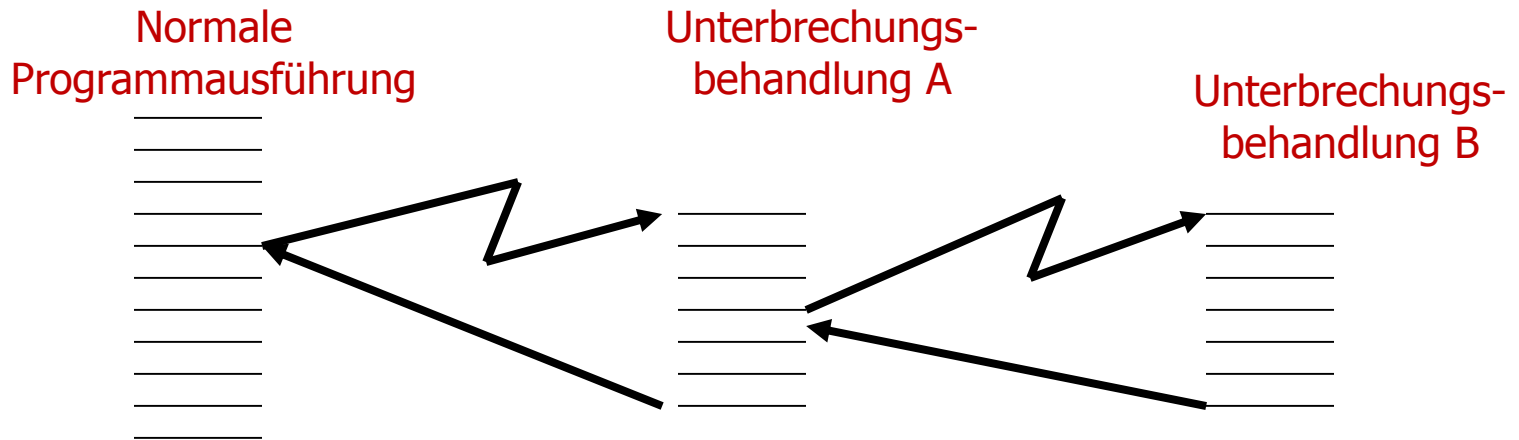 Normale
Programmausführung
Unterbrechungs-
behandlung A
Unterbrechungs-
behandlung B